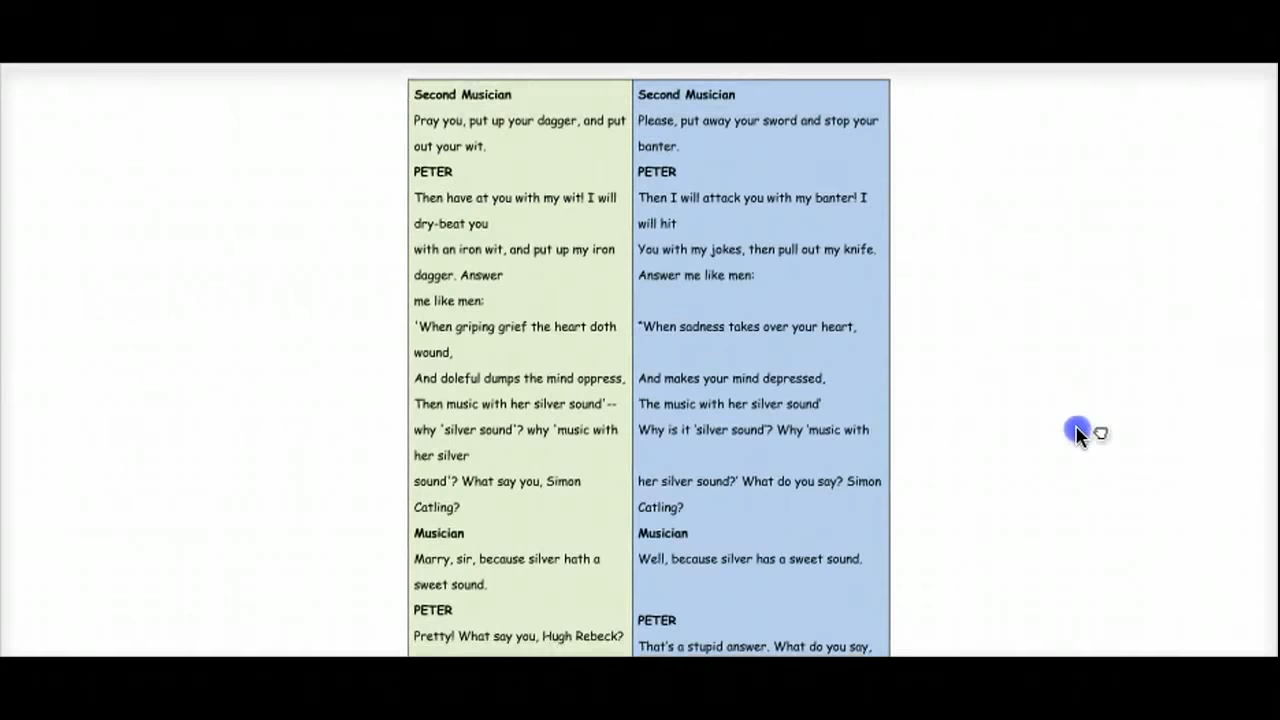 Second Musician
Pray you, put up your dagger, and put
out your wit.
PETER
Then have at you with my wit! I will
dry-beat you
with an iron wit, and put up my iron
dagger. Answer
me like men:
'When griping grief the heart doth
wound,
And doleful dumps the mind oppress,
Then music with her silver sound'--
why 'silver sound'? why 'music with
her silver
sound'? What say you, Simon
Catling?
Musician
Marry, sir, because silver hath a
sweet sound.
PETER
Pretty! What say you, Hugh Rebeck?
Second Musician
Please, put away your sword and stop your
banter.
PETER
Then I will attack you with my banter! I
will hit
You with my jokes, then pull out my knife.
Answer me like men:
"When sadness takes over your heart,
And makes your mind depressed,
The music with her silver sound'
Why is it 'silver sound'? Why 'music with
her silver sound?' What do you say? Simon
Catling?
Musician
Well, because silver has a sweet sound.
PETER
That's a stupid answer. What do you say,